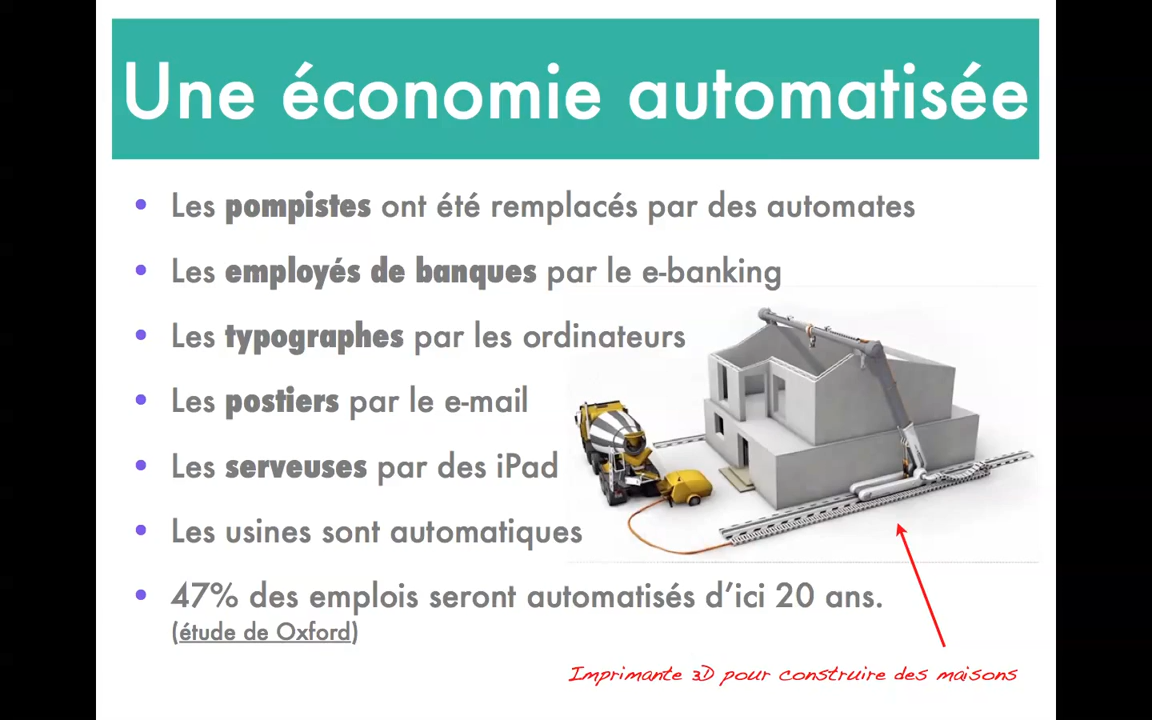 Une économie automatisée
• Les pompistes ont été remplacés par des automates
• Les employés de banques par le e-banking
• Les typographes par les ordinateurs
• Les postiers par le e-mail
• Les serveuses par des iPad
• Les usines sont automatiques
• 47% des emplois seront automatisés d’ici 20 ans.
(étude de Oxford)
Imprimante 3D pour construire des maisons